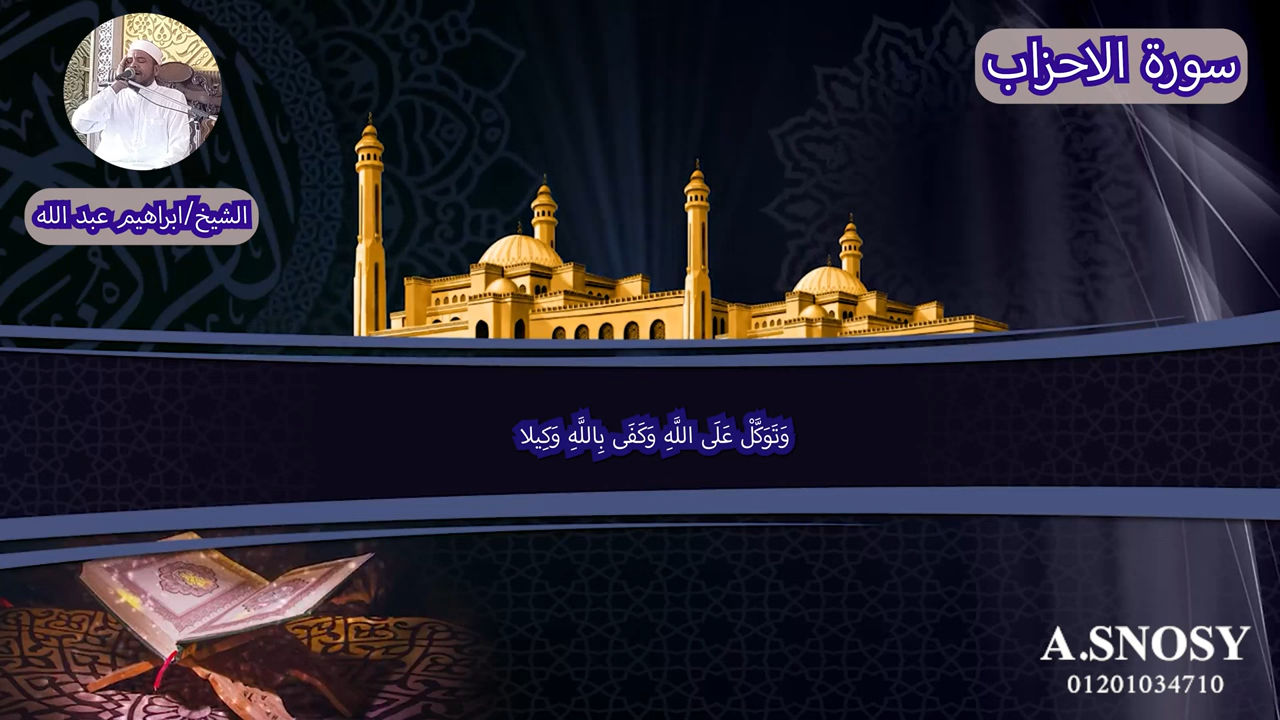 سورة الاحزاب
الشيخ/ابراهيم عبد الله
وَتَوَكَّلْ عَلَى اللَّهِ وَكَفَى بِاللَّهِ وَكِيلا
A.SNOSY
01201034710